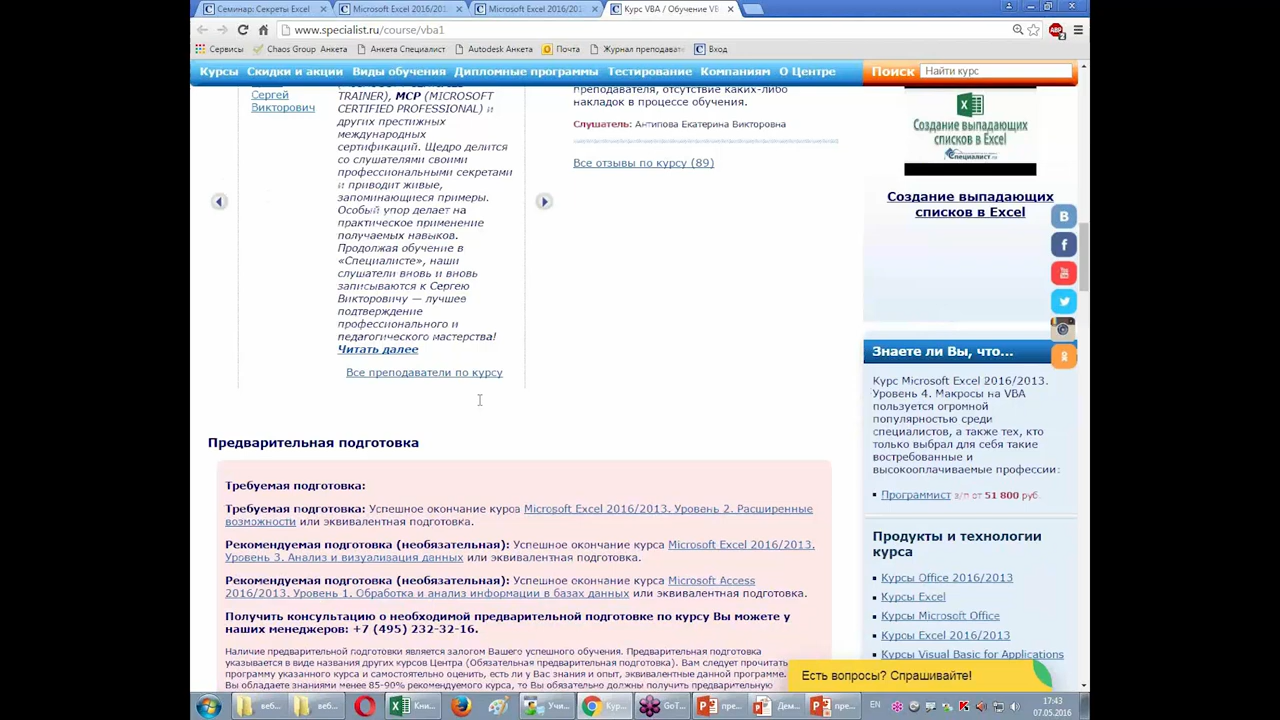 Семинар: Секреты Excel
Microsoft Excel 2016/201
Microsoft Excel 2016/201
Курс VBA / Обучение VB
www.specialist.ru/course/vba1
Сервисы
Chaos Group Анкета
Анкета Специалист
Autodesk Анкета
Почта
Журнал преподавате
Вход
Курсы
Скидки и акции
Виды обучения
Дипломные программы
Тестирование
Компаниям
О Центре
Поиск
Найти курс
Сергей
Викторович
TRAINER), MCP (MICROSOFT
CERTIFIED PROFESSIONAL) и
других престижных
международных
сертификаций. Щедро делится
со слушателями своими
профессиональными секретами
и приводит живые,
запоминающиеся примеры.
Особый упор делает на
практическое применение
получаемых навыков.
Продолжая обучение в
«Специалисте», наши
слушатели вновь и вновь
записываются к Сергею
Викторовичу — лучшее
подтверждение
профессионального и
педагогического мастерства!
Читать далее
Все преподаватели по курсу
преподавателя, отсутствие каких-либо
накладок в процессе обучения.
Слушатель: Антипова Екатерина Викторовна
Все отзывы по курсу (89)
Создание выпадающих
списков в Excel
Специалист.ru
Создание выпадающих
списков в Excel
Знаете ли Вы, что...
Курс Microsoft Excel 2016/2013.
Уровень 4. Макросы на VBA
пользуется огромной
популярностью среди
специалистов, а также тех, кто
только выбрал для себя такие
востребованные и
высокооплачиваемые профессии:
Программист з/п от 51 800 руб.
Продукты и технологии
курса
Курсы Office 2016/2013
Курсы Excel
Курсы Microsoft Office
Курсы Excel 2016/2013
Курсы Visual Basic for Applications
Предварительная подготовка
Требуемая подготовка:
Требуемая подготовка: Успешное окончание курса Microsoft Excel 2016/2013. Уровень 2. Расширенные
возможности или эквивалентная подготовка.
Рекомендуемая подготовка (необязательная): Успешное окончание курса Microsoft Excel 2016/2013.
Уровень 3. Анализ и визуализация данных или эквивалентная подготовка.
Рекомендуемая подготовка (необязательная): Успешное окончание курса Microsoft Access
2016/2013. Уровень 1. Обработка и анализ информации в базах данных или эквивалентная подготовка.
Получить консультацию о необходимой предварительной подготовке по курсу Вы можете у
наших менеджеров: +7 (495) 232-32-16.
Наличие предварительной подготовки является залогом Вашего успешного обучения. Предварительная подготовка
указывается в виде названия других курсов Центра (Обязательная предварительная подготовка). Вам следует прочитать
программу указанного курса и самостоятельно оценить, есть ли у Вас знания и опыт, эквивалентные данной программе.
Вы обладаете знаниями менее 85-90% рекомендуемого курса, то Вы обязательно должны получить предварительную
Есть вопросы? Спрашивайте!
веб...
веб...
Кни...
Учи...
Кур...
GoT...
пре...
Дем...
пре...
EN
17:43
07.05.2016